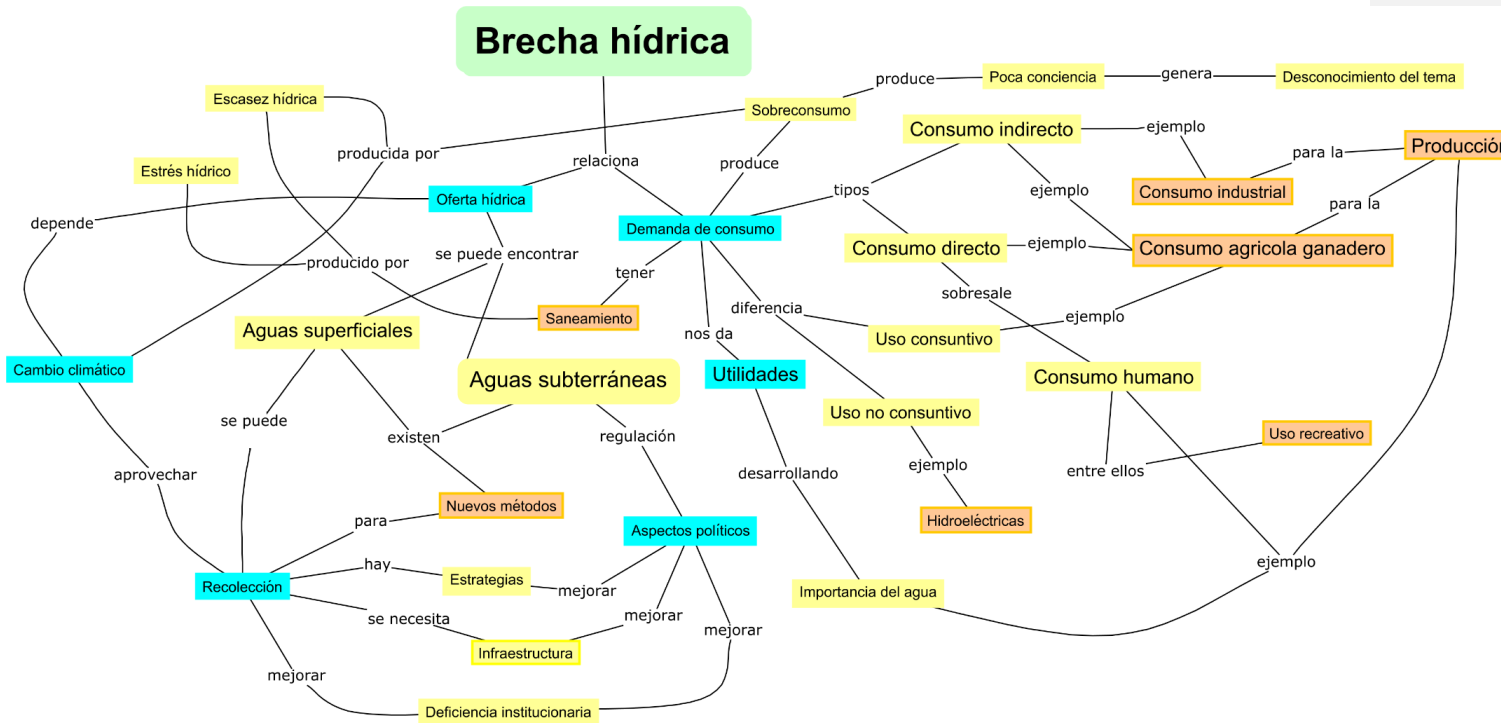 Brecha hídrica
produce
Poca conciencia
genera
Desconocimiento del tema
Escasez hídrica
Sobreconsumo
Consumo indirecto
ejemplo
Producción
producida por
relaciona
produce
para la
Estrés hídrico
tipos
ejemplo
Consumo industrial
Oferta hídrica
para la
depende
Demanda de consumo
Consumo directo
ejemplo
Consumo agricola ganadero
producido por
se puede encontrar
tener
sobresale
diferencia
Saneamiento
ejemplo
Aguas superficiales
nos da
Uso consuntivo
Cambio climático
Aguas subterráneas
Utilidades
Consumo humano
Uso no consuntivo
se puede
existen
regulación
Uso recreativo
aprovechar
desarrollando
ejemplo
entre ellos
Nuevos métodos
para
Aspectos políticos
Hidroeléctricas
hay
ejemplo
Recolección
Estrategias
mejorar
Importancia del agua
se necesita
mejorar
mejorar
Infraestructura
mejorar
Deficiencia institucionaria